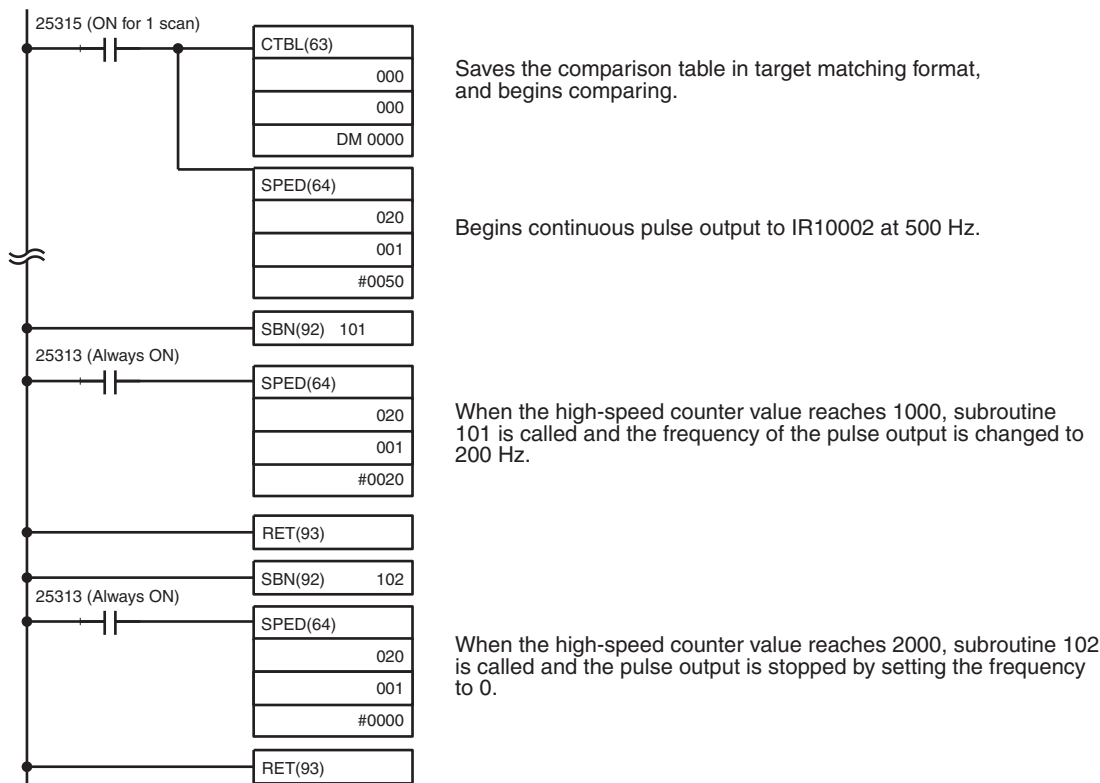 25315 (ON for 1 scan)
CTBL(63)
000
000
DM 0000
Saves the comparison table in target matching format,
and begins comparing.
SPED(64)
020
001
#0050
Begins continuous pulse output to IR10002 at 500 Hz.
SBN(92) 101
25313 (Always ON)
SPED(64)
020
001
#0020
When the high-speed counter value reaches 1000, subroutine
101 is called and the frequency of the pulse output is changed to
200 Hz.
RET(93)
SBN(92) 102
25313 (Always ON)
SPED(64)
020
001
#0000
When the high-speed counter value reaches 2000, subroutine 102
is called and the pulse output is stopped by setting the frequency
to 0.
RET(93)